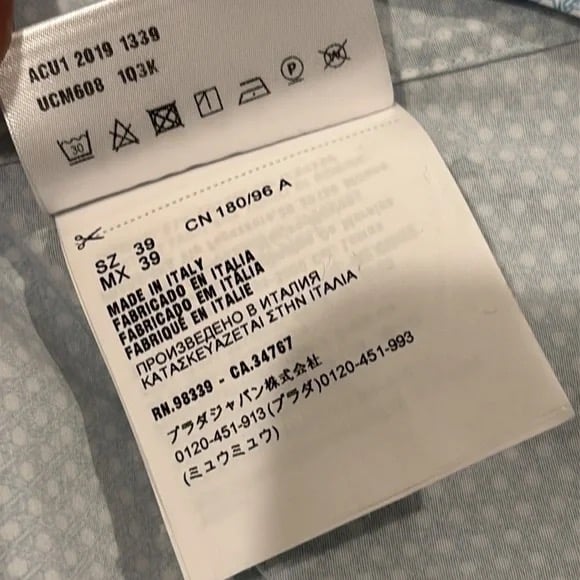 ACU1 2019 1339
UCM608 1Q3K
30
P
W
SZ 39 CN 180/96 A
MX 39
MADE IN ITALY
FABRICADO EN ITALIA
FABRICADO EM ITÁLIA
FABRIQUÉ EN ITALIE
ПРОИЗВЕДЕНО В ИТАЛИЯ
ΚΑΤΑΣΚΕΥΑΖΕΤΑΙ ΣΤΗΝ ΙΤΑΛΙΑ
RN.98339 - CA.34767
プラダジャパン株式会社
0120-451-913(プラダ)0120-451-993
(ミュウミュウ)